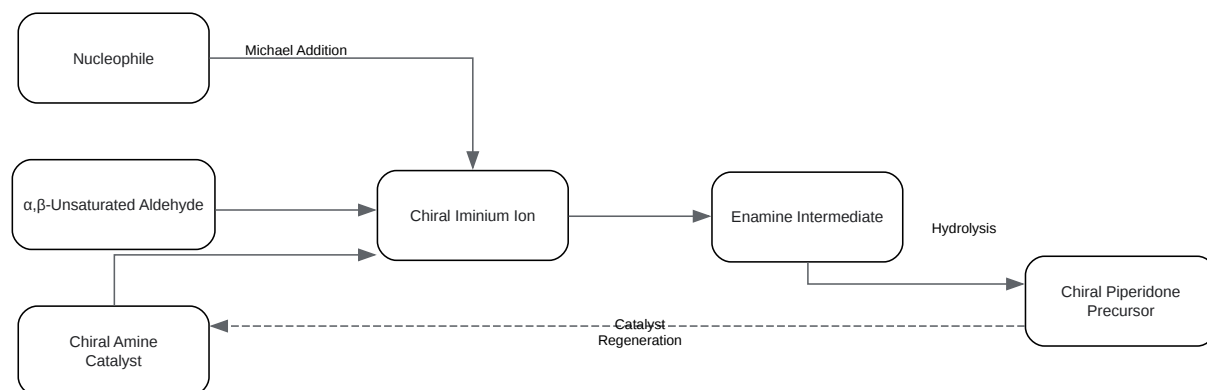 Nucleophile
Michael Addition
α,β-Unsaturated Aldehyde
Chiral Iminium Ion
Enamine Intermediate
Hydrolysis
Chiral Piperidone
Precursor
Chiral Amine
Catalyst
Catalyst
Regeneration